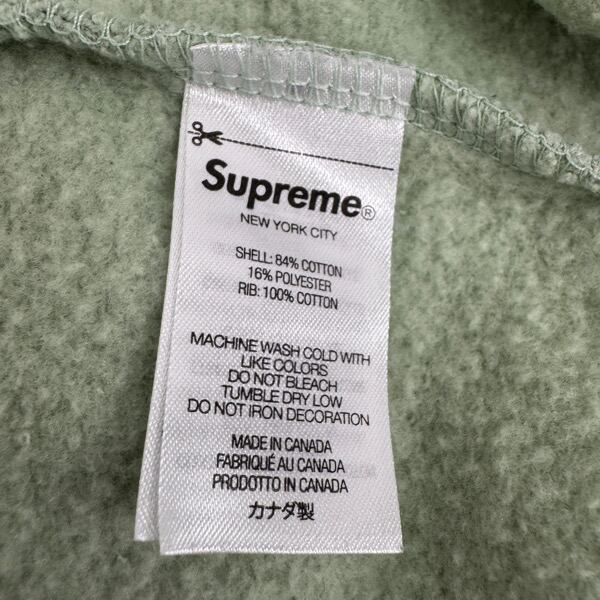 Supreme®
NEW YORK CITY
SHELL: 84% COTTON
16% POLYESTER
RIB: 100% COTTON
MACHINE WASH COLD WITH
LIKE COLORS
DO NOT BLEACH
TUMBLE DRY LOW
DO NOT IRON DECORATION
MADE IN CANADA
FABRIQUÉ AU CANADA
PRODOTTO IN CANADA
カナダ製